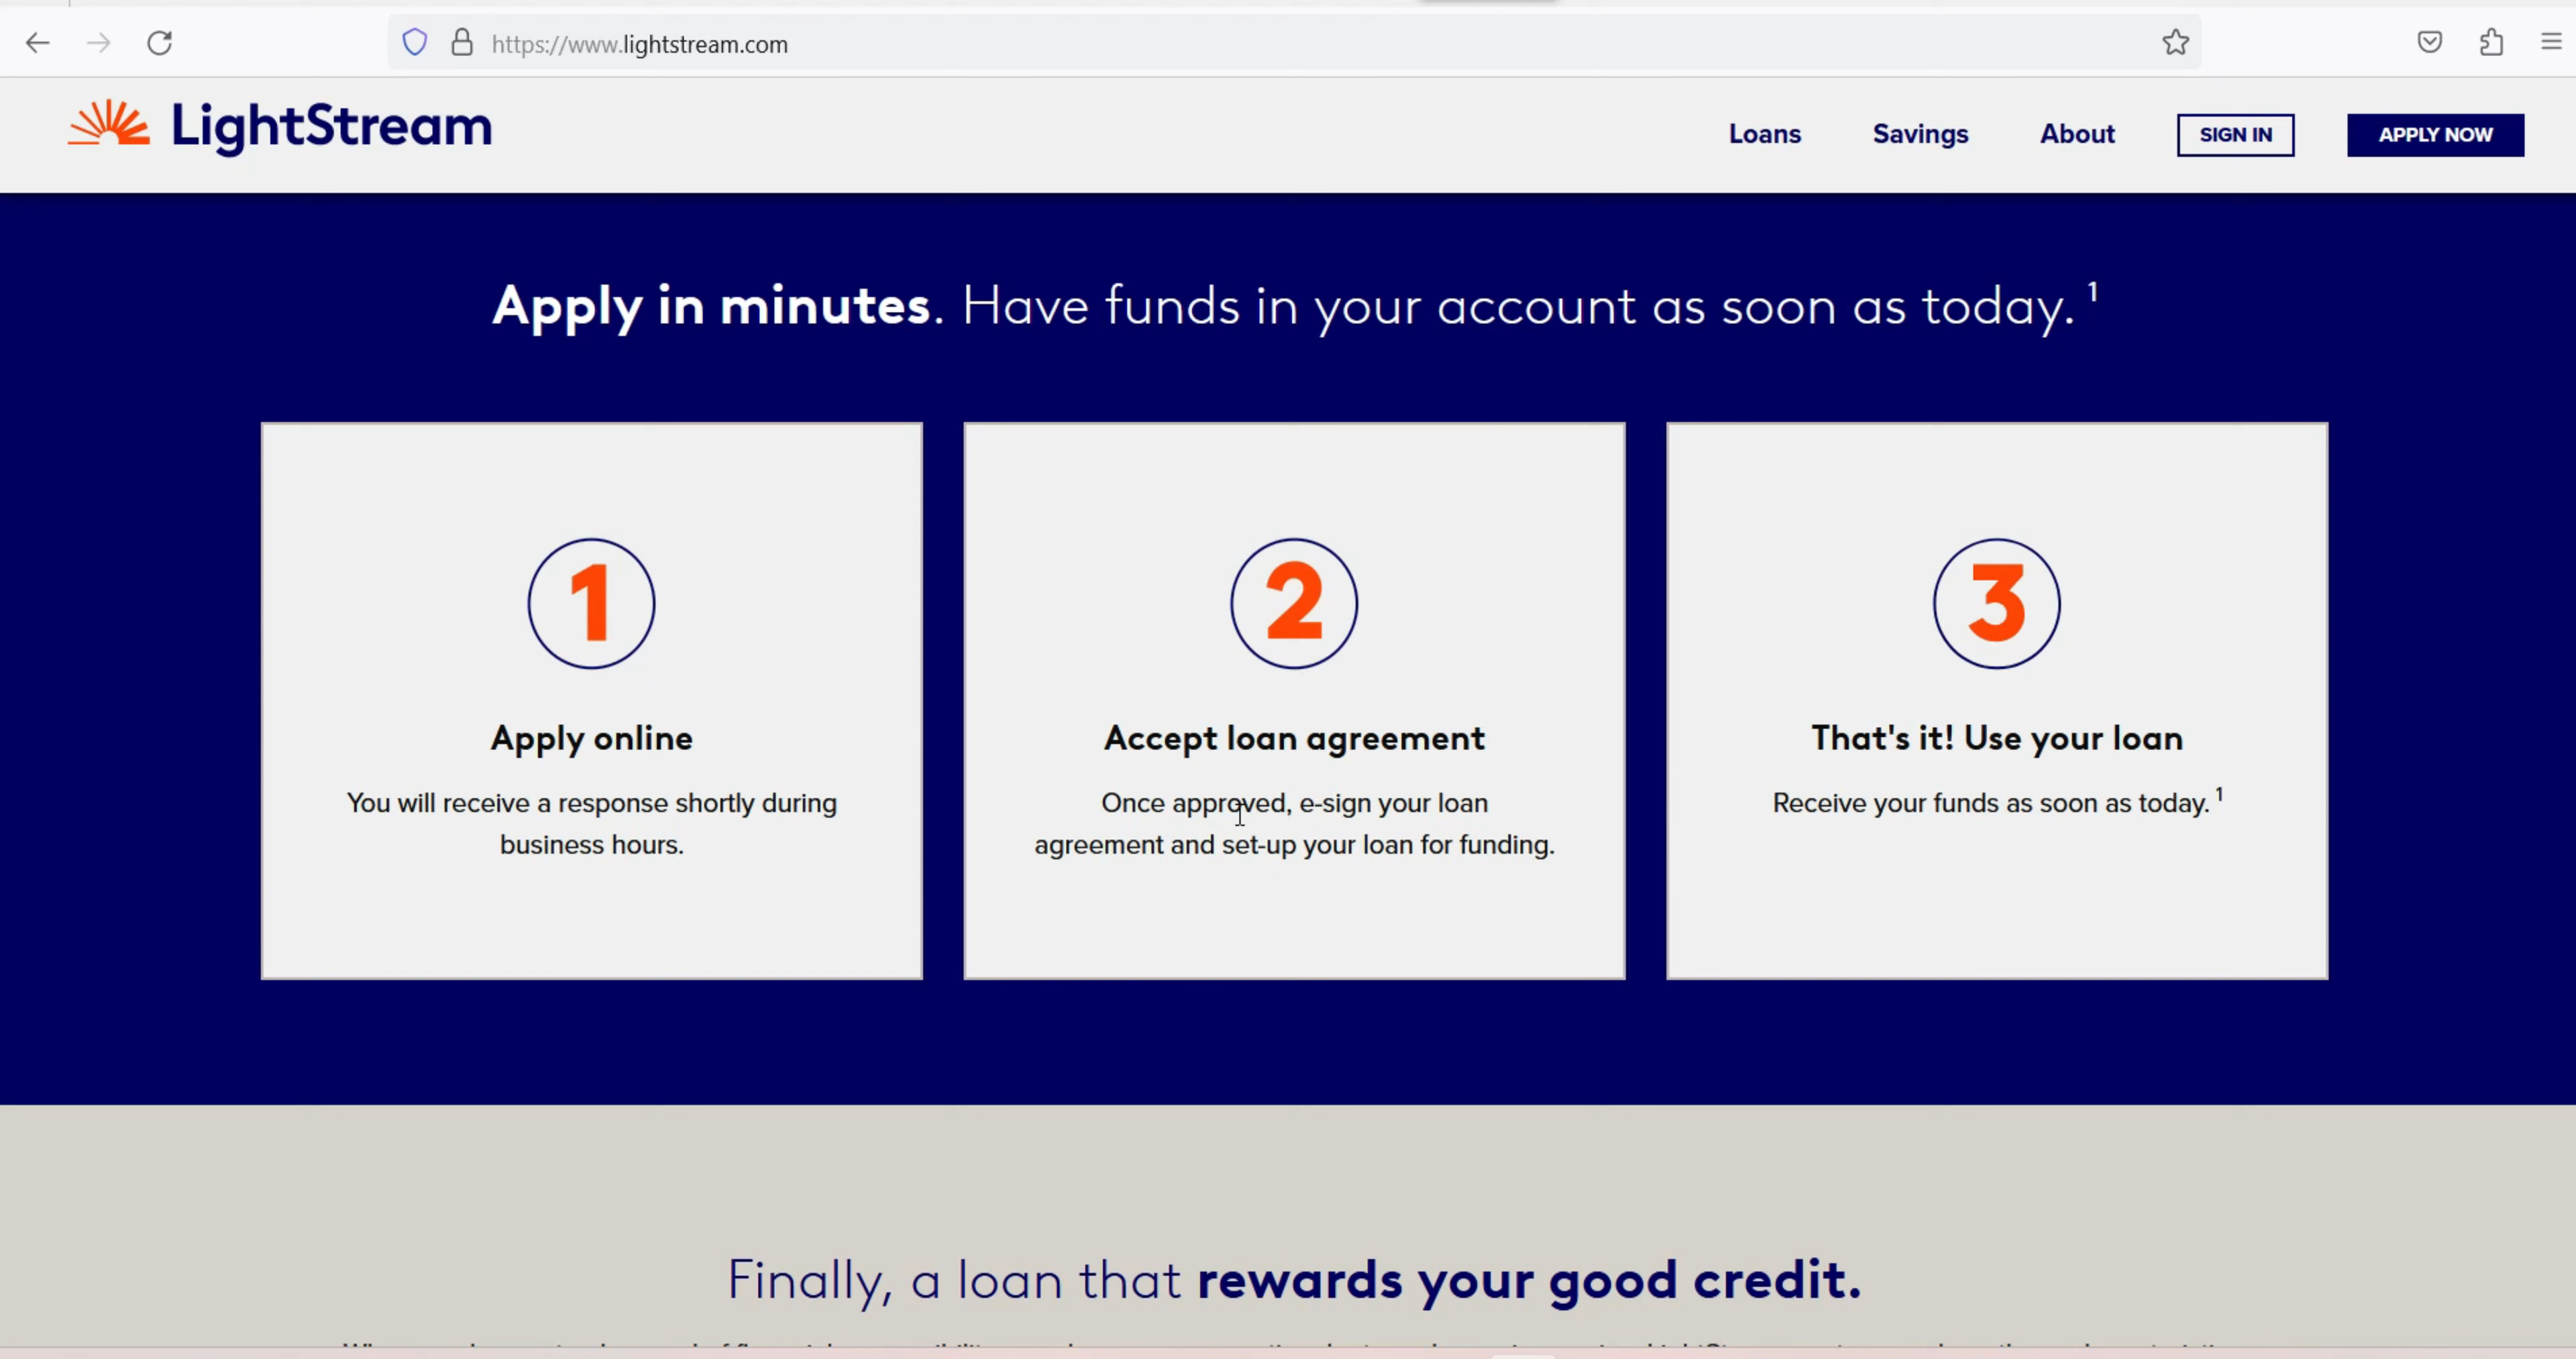 https://www.lightstream.com
LightStream
Loans
Savings
About
SIGN IN
APPLY NOW
Apply in minutes. Have funds in your account as soon as today. 1
1
Apply online
You will receive a response shortly during
business hours.
2
Accept loan agreement
Once approved, e-sign your loan
agreement and set-up your loan for funding.
3
That's it! Use your loan
Receive your funds as soon as today. 1
Finally, a loan that rewards your good credit.